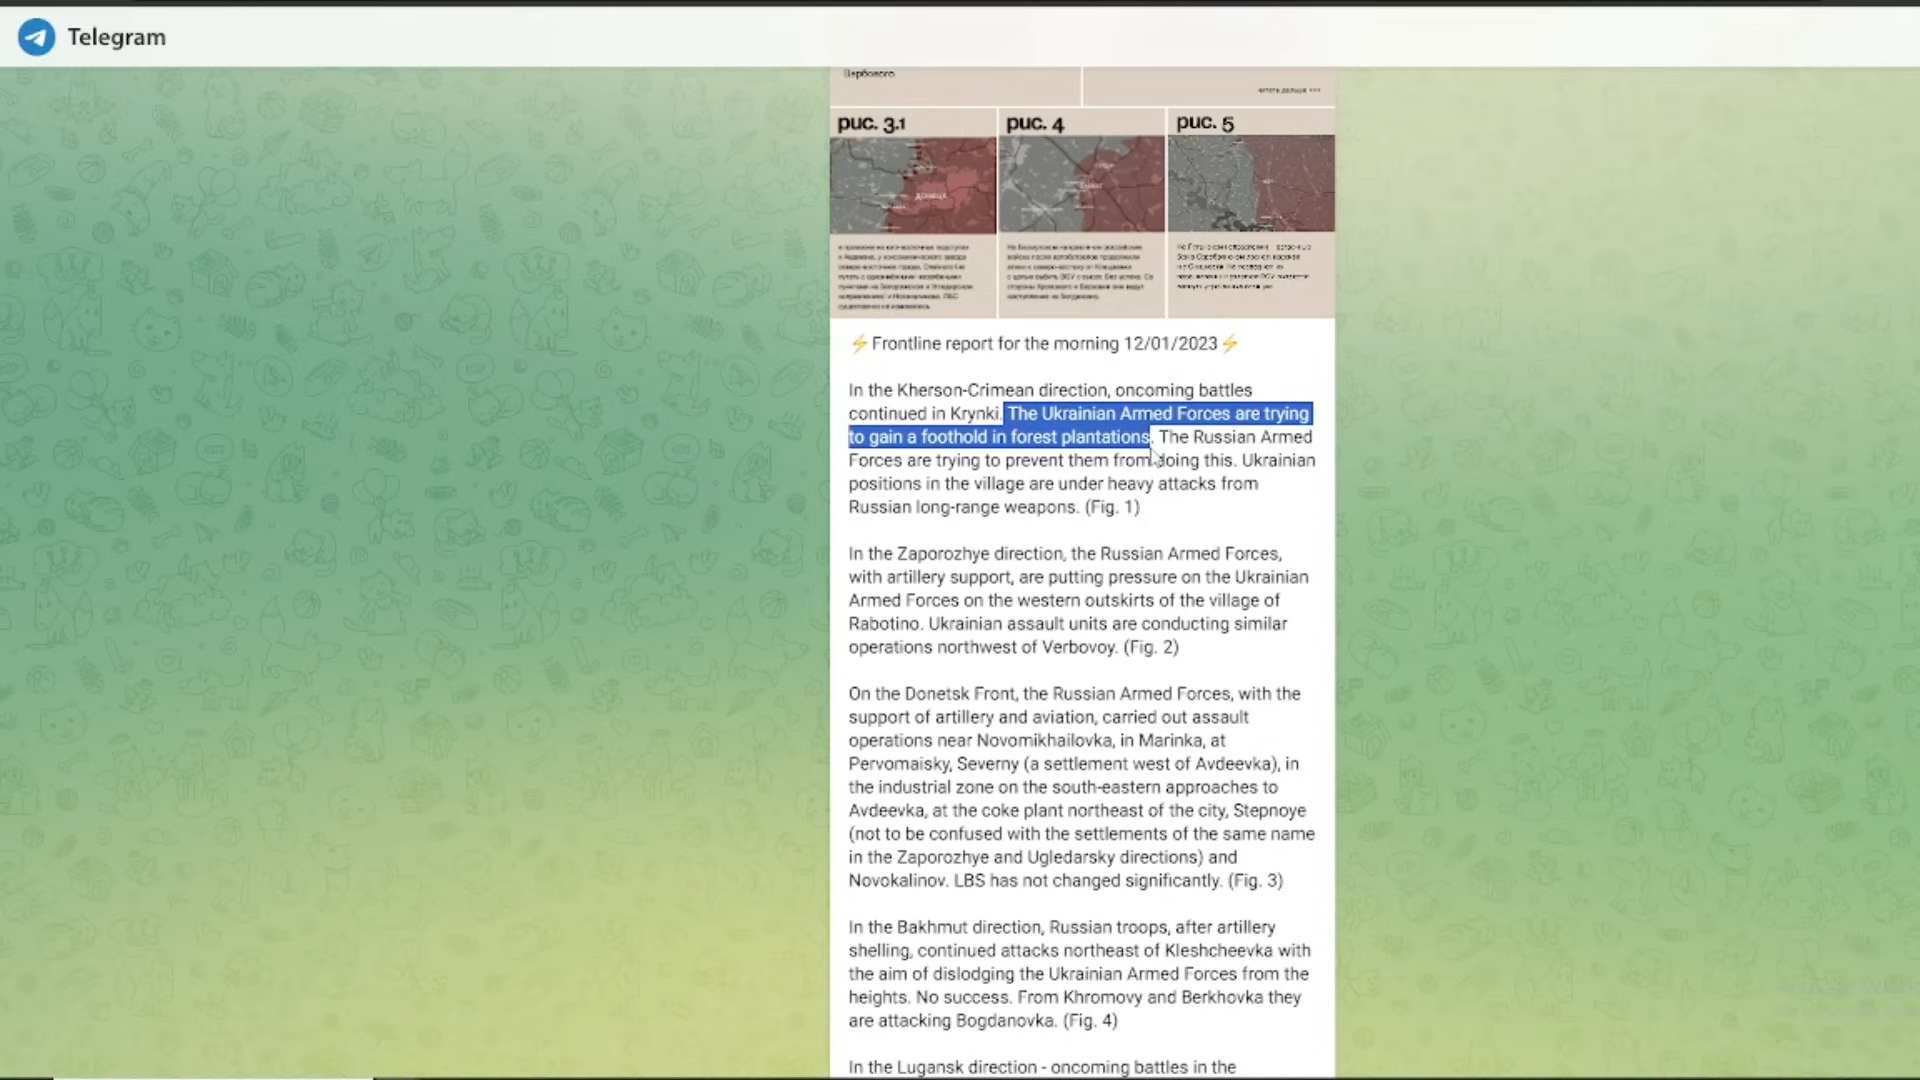 Telegram
Вербового.
читать дальше
рис. 3.1
рис. 4
рис. 5
ДОНЕЦК
⚡Frontline report for the morning 12/01/2023⚡
In the Kherson-Crimean direction, oncoming battles
continued in Krynki. The Ukrainian Armed Forces are trying
to gain a foothold in forest plantations. The Russian Armed
Forces are trying to prevent them from doing this. Ukrainian
positions in the village are under heavy attacks from
Russian long-range weapons. (Fig. 1)
In the Zaporozhye direction, the Russian Armed Forces,
with artillery support, are putting pressure on the Ukrainian
Armed Forces on the western outskirts of the village of
Rabotino. Ukrainian assault units are conducting similar
operations northwest of Verbovoy. (Fig. 2)
On the Donetsk Front, the Russian Armed Forces, with the
support of artillery and aviation, carried out assault
operations near Novomikhailovka, in Marinka, at
Pervomaisky, Severny (a settlement west of Avdeevka), in
the industrial zone on the south-eastern approaches to
Avdeevka, at the coke plant northeast of the city, Stepnoye
(not to be confused with the settlements of the same name
in the Zaporozhye and Ugledarsky directions) and
Novokalinov. LBS has not changed significantly. (Fig. 3)
In the Bakhmut direction, Russian troops, after artillery
shelling, continued attacks northeast of Kleshcheevka with
the aim of dislodging the Ukrainian Armed Forces from the
heights. No success. From Khromovy and Berkhovka they
are attacking Bogdanovka. (Fig. 4)
In the Lugansk direction - oncoming battles in the